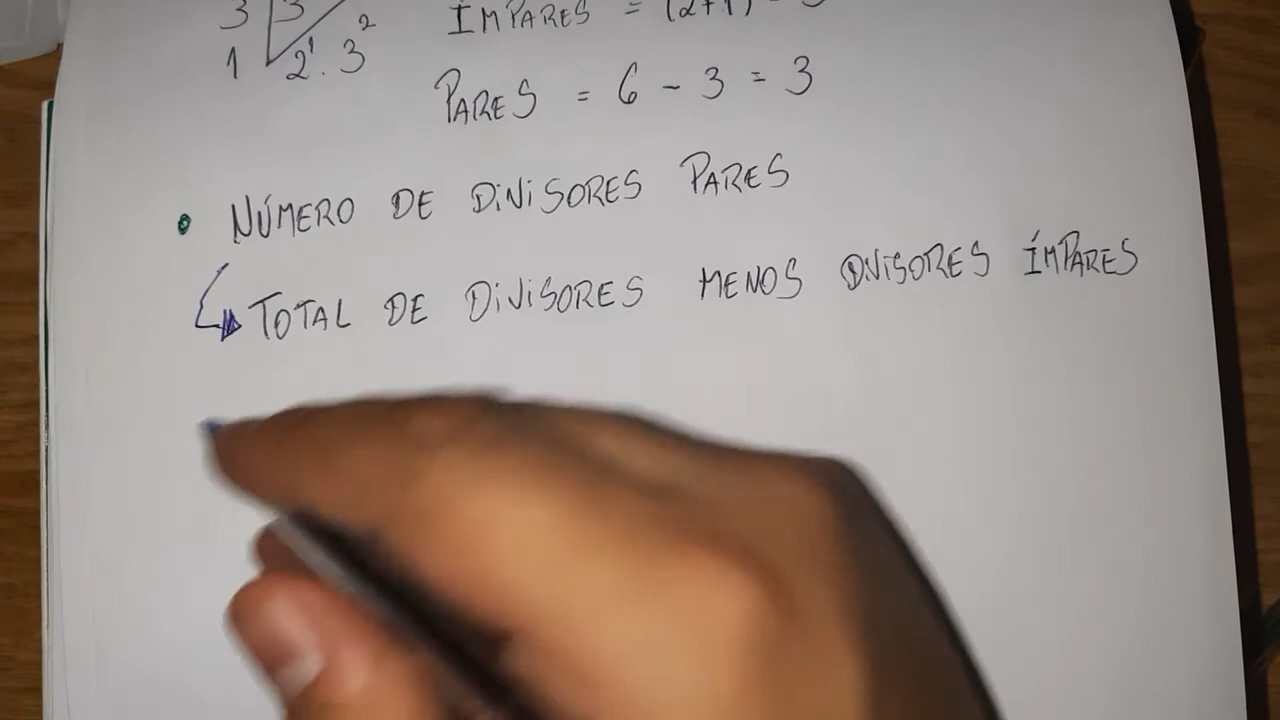 3 3 ÍMPARES = (2+1) = 3
1 2¹. 3²
PARES = 6 - 3 = 3
• NÚMERO DE DIVISORES PARES
TOTAL DE DIVISORES MENOS DIVISORES ÍMPARES